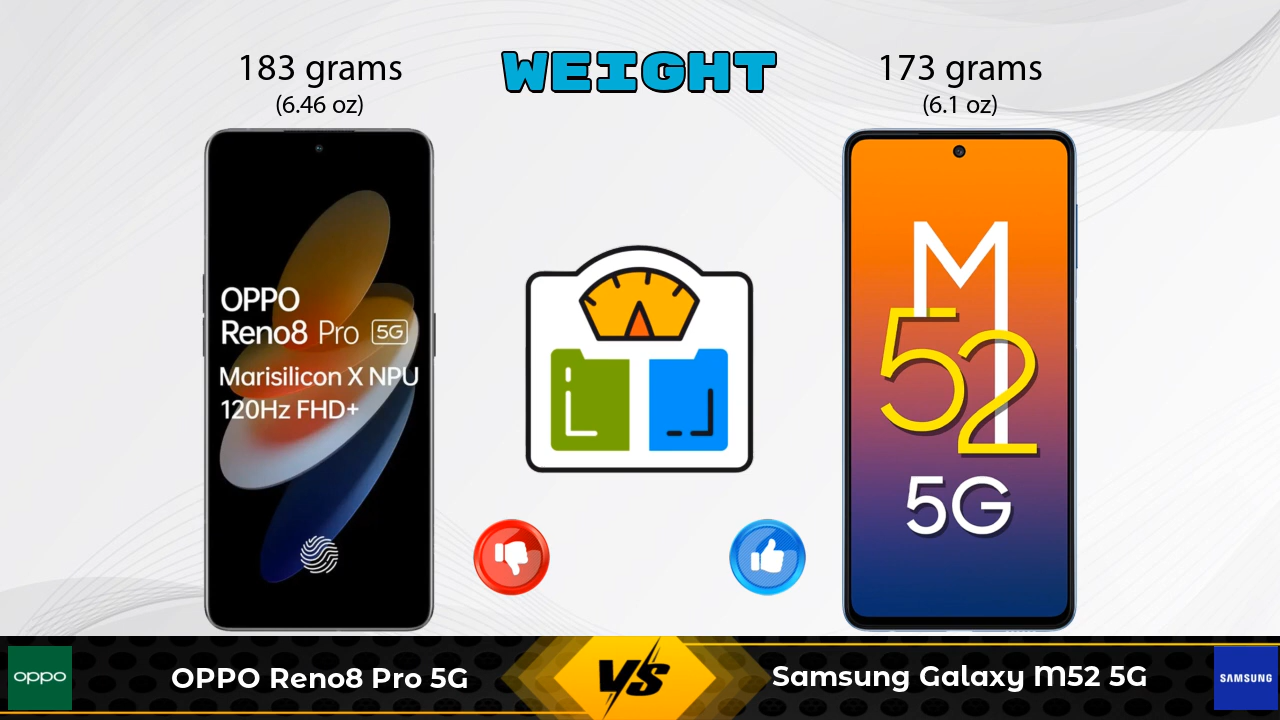 WEIGHT
183 grams
(6.46 oz)
173 grams
(6.1 oz)
OPPO
Reno8 Pro 5G
Marisilicon X NPU
120Hz FHD+
M
52
5G
oppo
OPPO Reno8 Pro 5G
VS
Samsung Galaxy M52 5G
SAMSUNG